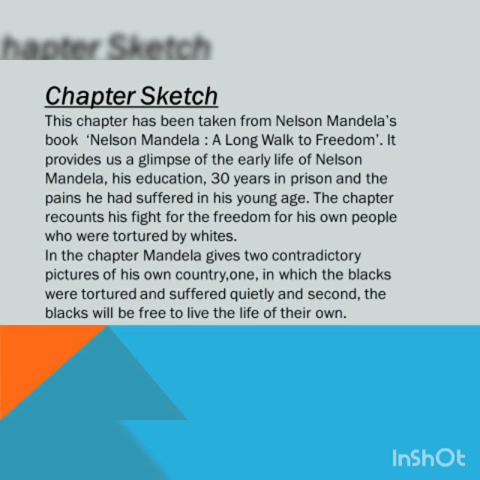 hapter Sketch
Chapter Sketch
This chapter has been taken from Nelson Mandela's
book ‘Nelson Mandela : A Long Walk to Freedom’. It
provides us a glimpse of the early life of Nelson
Mandela, his education, 30 years in prison and the
pains he had suffered in his young age. The chapter
recounts his fight for the freedom for his own people
who were tortured by whites.
In the chapter Mandela gives two contradictory
pictures of his own country,one, in which the blacks
were tortured and suffered quietly and second, the
blacks will be free to live the life of their own.
InShOt